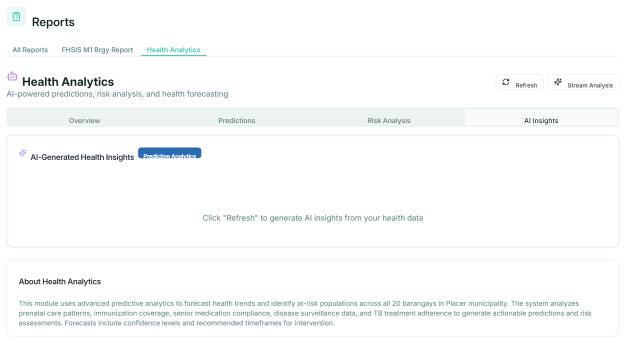 Reports
All Reports FHSIS M1 Brgy Report Health Analytics
Health Analytics
AI-powered predictions, risk analysis, and health forecasting
Refresh Stream Analysis
Overview Predictions Risk Analysis AI Insights
AI-Generated Health Insights Predictive Analytics
Click "Refresh" to generate AI insights from your health data
About Health Analytics
This module uses advanced predictive analytics to forecast health trends and identify at-risk populations across all 20 barangays in Placer municipality. The system analyzes
prenatal care patterns, immunization coverage, senior medication compliance, disease surveillance data, and TB treatment adherence to generate actionable predictions and risk
assessments. Forecasts include confidence levels and recommended timeframes for intervention.